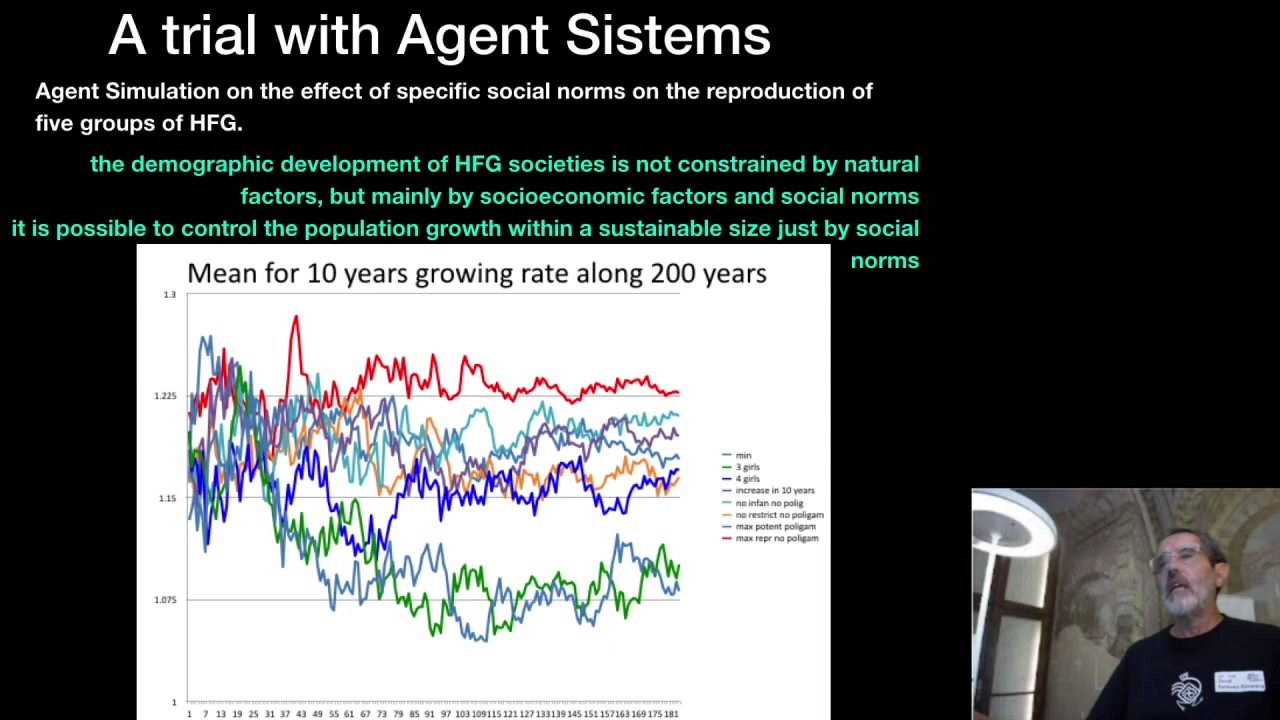 A trial with Agent Sistems
Agent Simulation on the effect of specific social norms on the reproduction of
five groups of HFG.
the demographic development of HFG societies is not constrained by natural
factors, but mainly by socioeconomic factors and social norms
it is possible to control the population growth within a sustainable size just by social
norms
Mean for 10 years growing rate along 200 years
1.3
1.225
1.15
1.075
1
1 7 13 19 25 31 37 43 49 55 61 67 73 79 85 91 97 103 109 115 121 127 133 139 145 151 157 163 169 175 181
min
3 girls
4 girls
increase in 10 years
no infan no polig
no restrict no poligam
max potent poligam
max repr no poligam